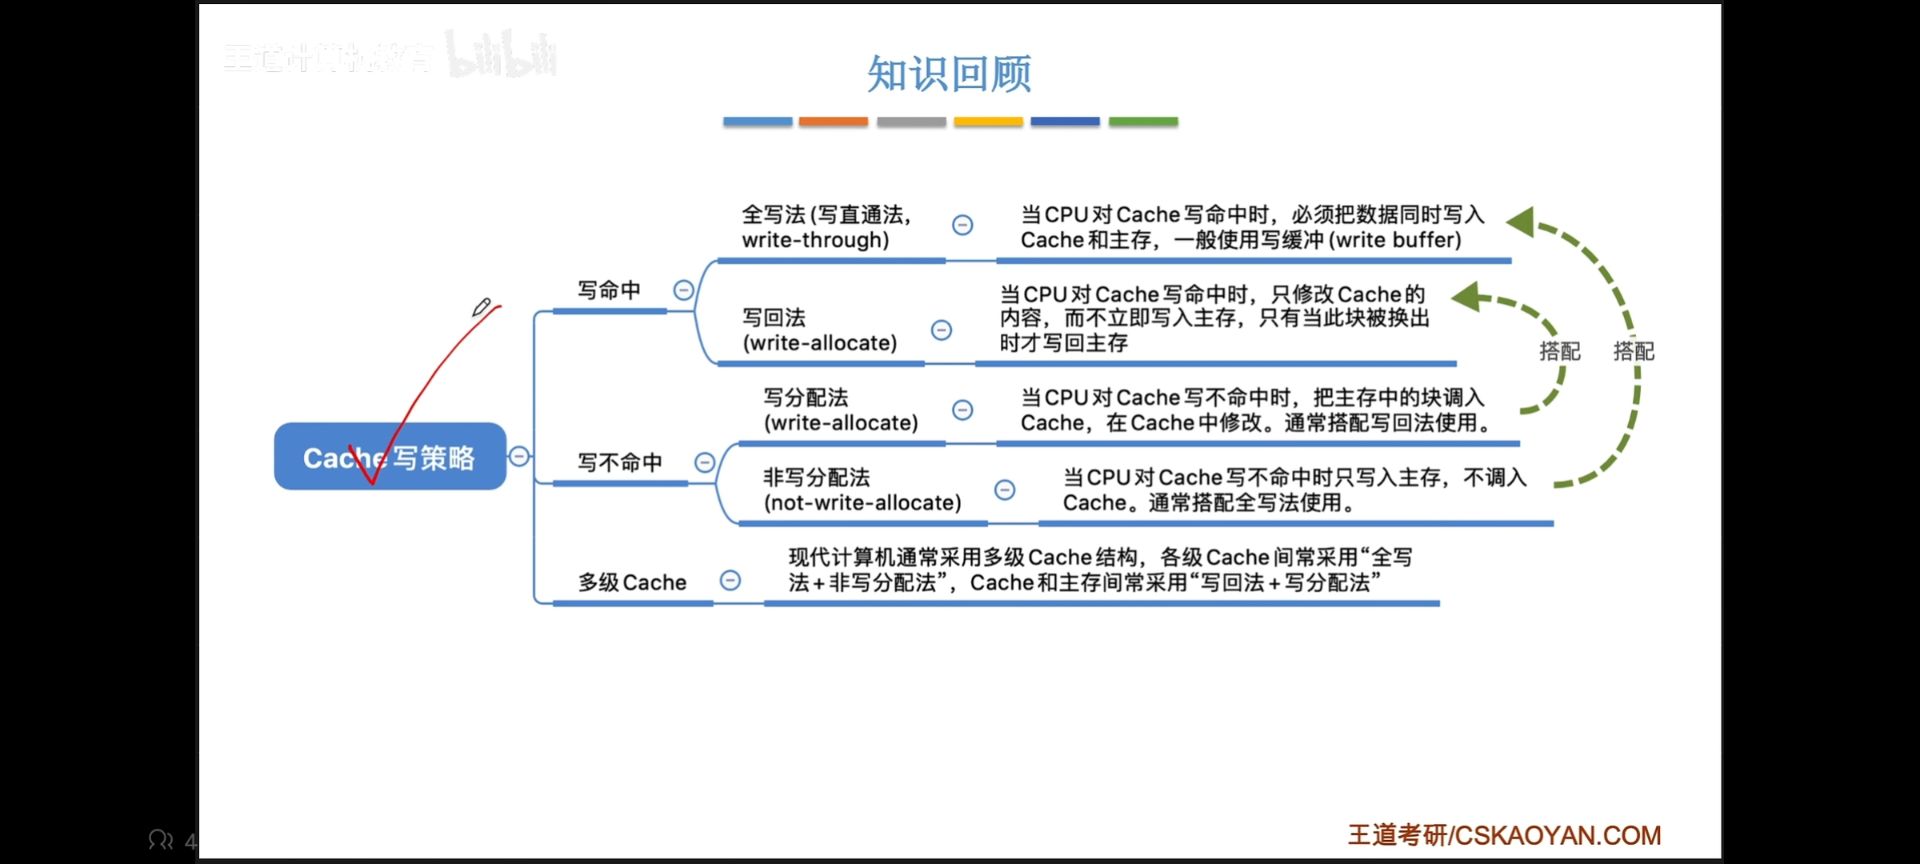 王道计算机教育 bilibili
知识回顾
全写法 (写直通法,
write-through)
当CPU对Cache写命中时，必须把数据同时写入
Cache和主存，一般使用写缓冲 (write buffer)
写命中
写回法
(write-allocate)
当CPU对Cache写命中时，只修改Cache的
内容，而不立即写入主存，只有当此块被换出
时才写回主存
搭配
搭配
Cache写策略
写不命中
写分配法
(write-allocate)
当CPU对Cache写不命中时，把主存中的块调入
Cache，在Cache中修改。通常搭配写回法使用。
非写分配法
(not-write-allocate)
当CPU对Cache写不命中时只写入主存，不调入
Cache。通常搭配全写法使用。
多级Cache
现代计算机通常采用多级Cache结构，各级Cache间常采用“全写
法+非写分配法”，Cache和主存间常采用“写回法+写分配法”
4
王道考研/CSKAOYAN.COM